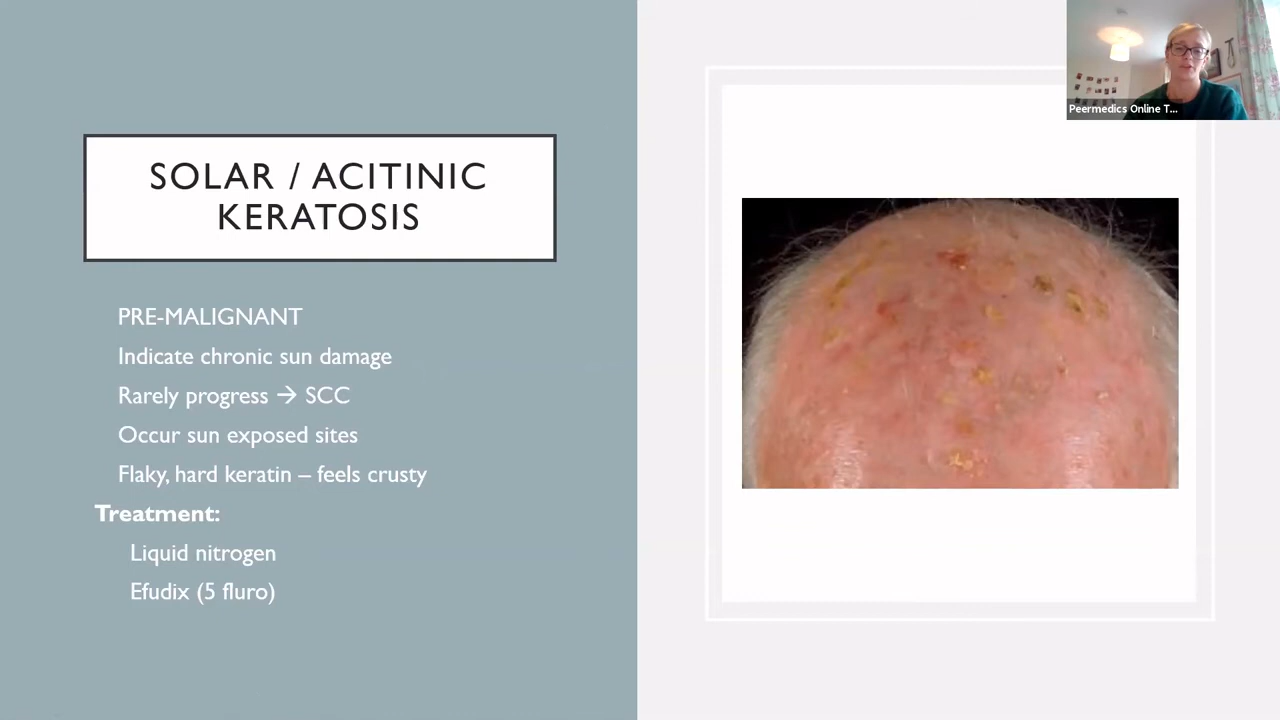 SOLAR / ACITINIC
KERATOSIS
PRE-MALIGNANT
Indicate chronic sun damage
Rarely progress → SCC
Occur sun exposed sites
Flaky, hard keratin – feels crusty
Treatment:
Liquid nitrogen
Efudix (5 fluro)
Peermedics Online T...